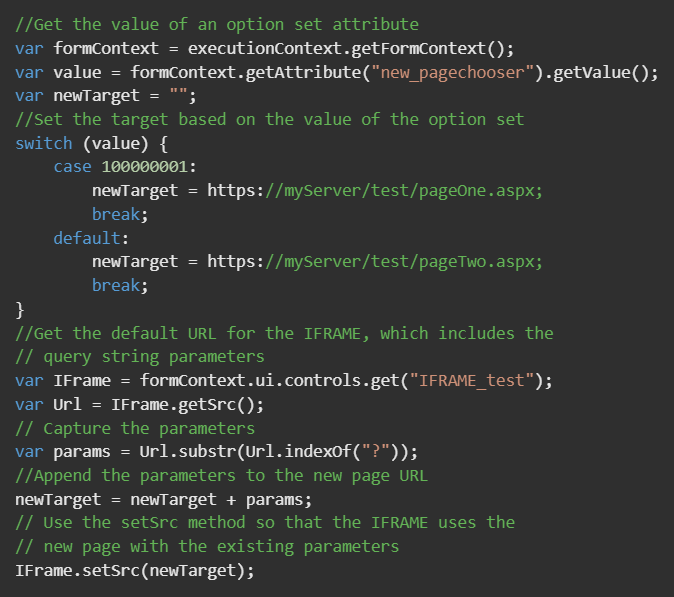 //Get the value of an option set attribute
var formContext = executionContext.getFormContext();
var value = formContext.getAttribute("new_pagechooser").getValue();
var newTarget = "";
//Set the target based on the value of the option set
switch (value) {
    case 100000001:
        newTarget = https://myServer/test/pageOne.aspx;
        break;
    default:
        newTarget = https://myServer/test/pageTwo.aspx;
        break;
}
//Get the default URL for the IFRAME, which includes the
// query string parameters
var IFrame = formContext.ui.controls.get("IFRAME_test");
var Url = IFrame.getSrc();
// Capture the parameters
var params = Url.substr(Url.indexOf("?"));
//Append the parameters to the new page URL
newTarget = newTarget + params;
// Use the setSrc method so that the IFRAME uses the
// new page with the existing parameters
IFrame.setSrc(newTarget);